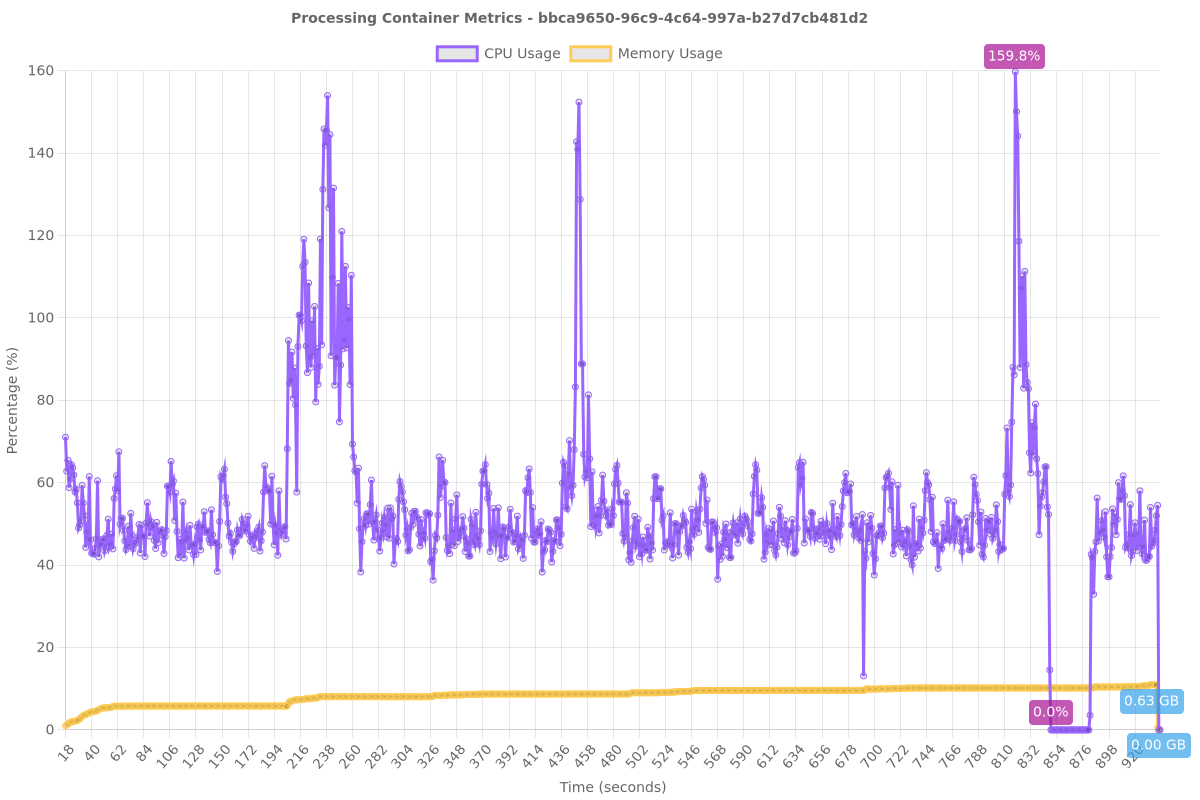 Processing Container Metrics - bbca9650-96c9-4c64-997a-b27d7cb481d2
CPU Usage Memory Usage
159.8%
160
140
120
100
80
60
40
20
0
Percentage (%)
0.63 GB
0.0%
0.00 GB
18 40 62 84 106 128 150 172 194 216 238 260 282 304 326 348 370 392 414 436 458 480 502 524 546 568 590 612 634 656 678 700 722 744 766 788 810 832 854 876 898
Time (seconds)